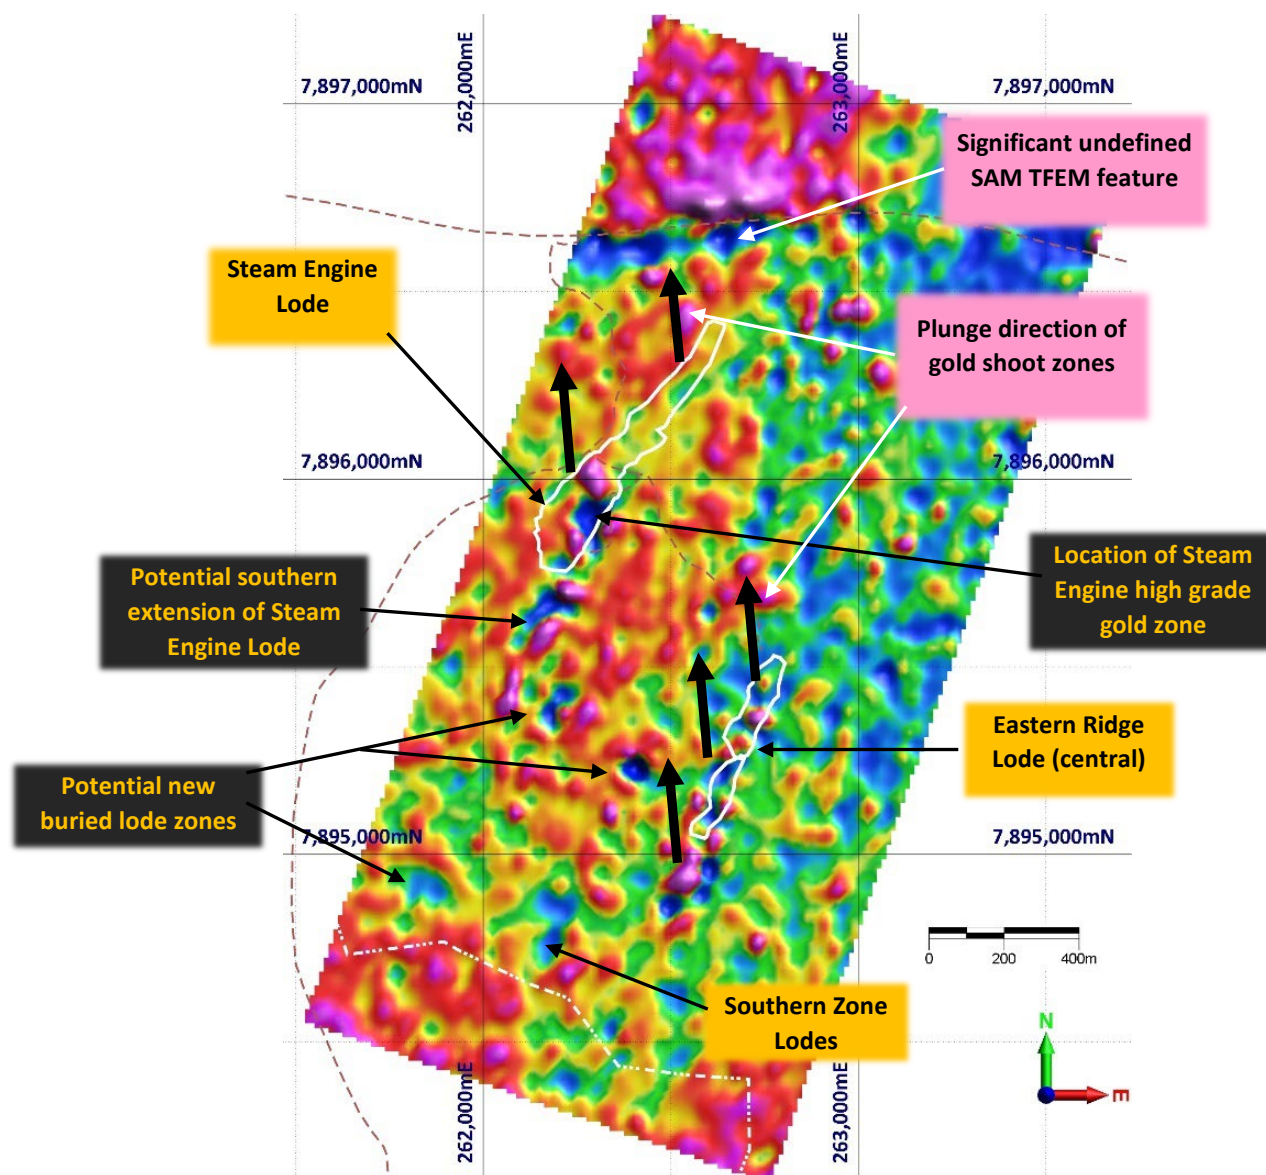 262,000mE
263,000mE
7,897,000mN
7,897,000mN
Significant undefined
SAM TFEM feature
Steam Engine
Lode
Plunge direction of
gold shoot zones
7,896,000mN
7,896,000mN
Location of Steam
Engine high grade
gold zone
Potential southern
extension of Steam
Engine Lode
Eastern Ridge
Lode (central)
Potential new
buried lode zones
7,895,000mN
7,895,000mN
0 200 400m
Southern Zone
Lodes
N
E
262,000mE
263,000mE